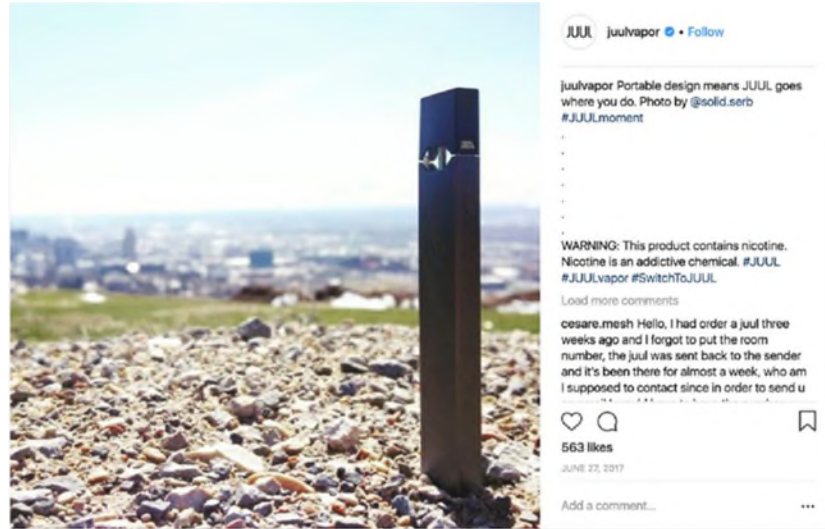 JUUL
juulvapor • Follow
juulvapor Portable design means JUUL goes
where you do. Photo by @solid.serb
#JUULmoment
.
.
.
.
.
.
.
WARNING: This product contains nicotine.
Nicotine is an addictive chemical. #JUUL
#JUULvapor #SwitchToJUUL
Load more comments
cesare.mesh Hello, I had order a juul three
weeks ago and I forgot to put the room
number, the juul was sent back to the sender
and it's been there for almost a week, who am
I supposed to contact since in order to send u
563 likes
JUNE 27, 2017
Add a comment...